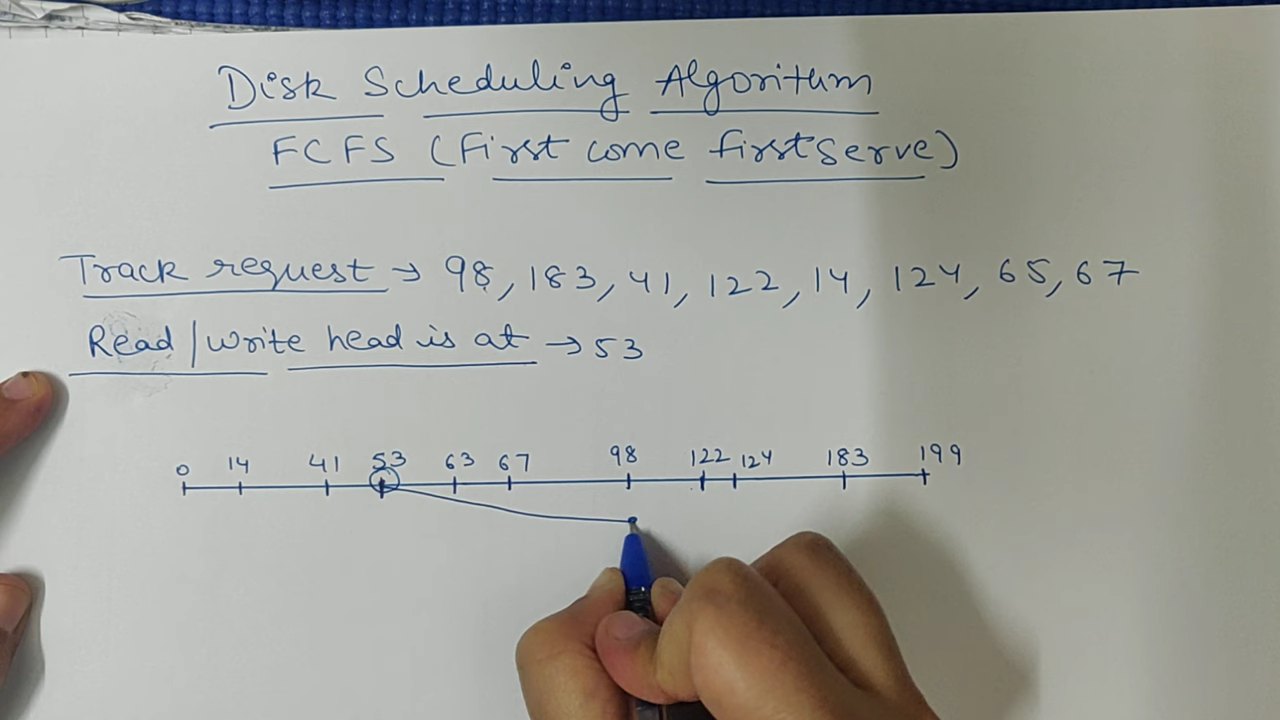 Disk Scheduling Algoritum
FCFS (First come first serve)
Track request → 98, 183, 41, 122, 14, 124, 65, 67
Read/write head is at → 53
0 14 41 53 63 67 98 122 124 183 199